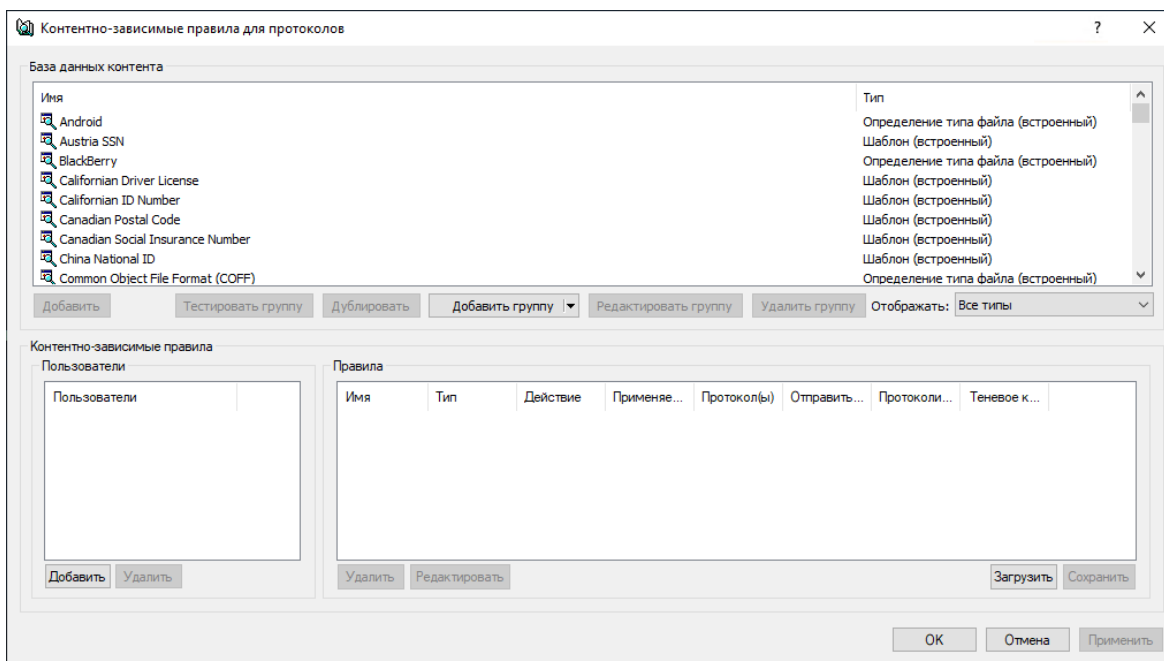 Контентно-зависимые правила для протоколов ? ×
База данных контента
Имя Тип
Android Определение типа файла (встроенный)
Austria SSN Шаблон (встроенный)
BlackBerry Определение типа файла (встроенный)
Californian Driver License Шаблон (встроенный)
Californian ID Number Шаблон (встроенный)
Canadian Postal Code Шаблон (встроенный)
Canadian Social Insurance Number Шаблон (встроенный)
China National ID Шаблон (встроенный)
Common Object File Format (COFF) Определение типа файла (встроенный)
Добавить Тестировать группу Дублировать Добавить группу Редактировать группу Удалить группу Отображать: Все типы
Контентно-зависимые правила
Пользователи Правила
Пользователи Имя Тип Действие Применяе... Протокол(ы) Отправить... Протоколи... Теневое к...
Добавить Удалить Удалить Редактировать Загрузить Сохранить
OK Отмена Применить